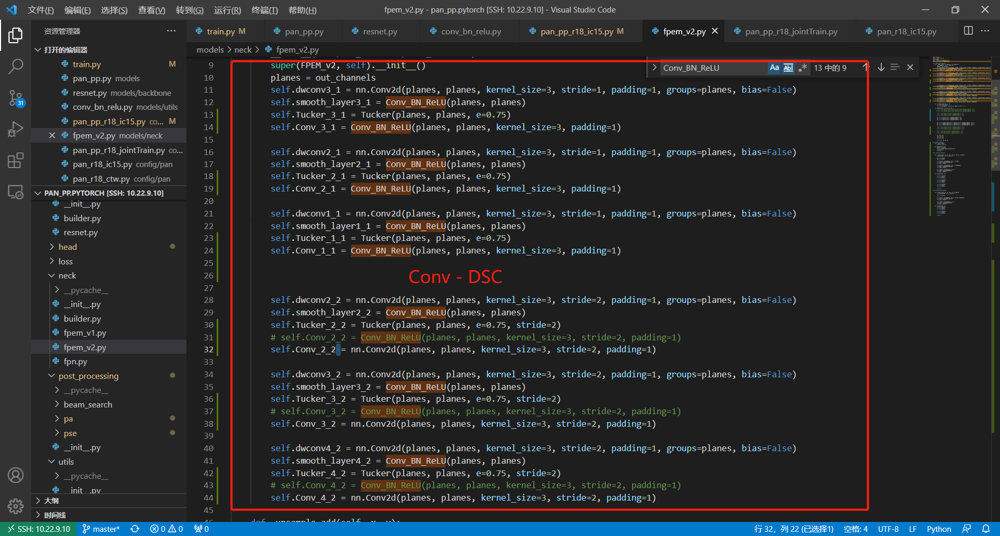 文件(F) 编辑(E) 选择(S) 查看(V) 转到(G) 运行(R) 终端(T) 帮助(H) fpem_v2.py - pan_pp.pytorch [SSH: 10.22.9.10] - Visual Studio Code
资源管理器 ···
train.py M pan_pp.py resnet.py conv_bn_relu.py pan_pp_r18_ic15.py M fpem_v2.py pan_pp_r18_jointTrain.py pan_r18_ic15.py ···
models > neck > fpem_v2.py
Conv_BN_ReLU Aa Abl .* 13 中的 9
打开的编辑器
train.py M
pan_pp.py models
resnet.py models/backbone
conv_bn_relu.py models/utils
pan_pp_r18_ic15.py co... M
fpem_v2.py models/neck
pan_pp_r18_jointTrain.py co...
pan_r18_ic15.py config/pan
pan_r18_ctw.py config/pan
31
PAN_PP.PYTORCH [SSH: 10.22.9.10]
__init__.py
builder.py
resnet.py
head
loss
neck
__pycache__
__init__.py
builder.py
fpem_v1.py
fpem_v2.py
fpn.py
post_processing
__pycache__
beam_search
pa
pse
__init__.py
utils
__pycache__
__init__.py
大纲
时间线
9 super(FPEM_v2, self).__init__()
10 planes = out_channels
11 self.dwconv3_1 = nn.Conv2d(planes, planes, kernel_size=3, stride=1, padding=1, groups=planes, bias=False)
12 self.smooth_layer3_1 = Conv_BN_ReLU(planes, planes)
13 self.Tucker_3_1 = Tucker(planes, planes, e=0.75)
14 self.Conv_3_1 = Conv_BN_ReLU(planes, planes, kernel_size=3, padding=1)
15
16 self.dwconv2_1 = nn.Conv2d(planes, planes, kernel_size=3, stride=1, padding=1, groups=planes, bias=False)
17 self.smooth_layer2_1 = Conv_BN_ReLU(planes, planes)
18 self.Tucker_2_1 = Tucker(planes, planes, e=0.75)
19 self.Conv_2_1 = Conv_BN_ReLU(planes, planes, kernel_size=3, padding=1)
20
21 self.dwconv1_1 = nn.Conv2d(planes, planes, kernel_size=3, stride=1, padding=1, groups=planes, bias=False)
22 self.smooth_layer1_1 = Conv_BN_ReLU(planes, planes)
23 self.Tucker_1_1 = Tucker(planes, planes, e=0.75)
24 self.Conv_1_1 = Conv_BN_ReLU(planes, planes, kernel_size=3, padding=1)
25
26 Conv - DSC
27
28 self.dwconv2_2 = nn.Conv2d(planes, planes, kernel_size=3, stride=2, padding=1, groups=planes, bias=False)
29 self.smooth_layer2_2 = Conv_BN_ReLU(planes, planes)
30 self.Tucker_2_2 = Tucker(planes, planes, e=0.75, stride=2)
31 # self.Conv_2_2 = Conv_BN_ReLU(planes, planes, kernel_size=3, stride=2, padding=1)
32 self.Conv_2_2 = nn.Conv2d(planes, planes, kernel_size=3, stride=2, padding=1)
33
34 self.dwconv3_2 = nn.Conv2d(planes, planes, kernel_size=3, stride=2, padding=1, groups=planes, bias=False)
35 self.smooth_layer3_2 = Conv_BN_ReLU(planes, planes)
36 self.Tucker_3_2 = Tucker(planes, planes, e=0.75, stride=2)
37 # self.Conv_3_2 = Conv_BN_ReLU(planes, planes, kernel_size=3, stride=2, padding=1)
38 self.Conv_3_2 = nn.Conv2d(planes, planes, kernel_size=3, stride=2, padding=1)
39
40 self.dwconv4_2 = nn.Conv2d(planes, planes, kernel_size=3, stride=2, padding=1, groups=planes, bias=False)
41 self.smooth_layer4_2 = Conv_BN_ReLU(planes, planes)
42 self.Tucker_4_2 = Tucker(planes, planes, e=0.75, stride=2)
43 # self.Conv_4_2 = Conv_BN_ReLU(planes, planes, kernel_size=3, stride=2, padding=1)
44 self.Conv_4_2 = nn.Conv2d(planes, planes, kernel_size=3, stride=2, padding=1)
45
46 def _upsample_add(self, x, y):
SSH: 10.22.9.10 master* 0 0 0 行 32，列 22 (已选择1) 空格: 4 UTF-8 LF Python